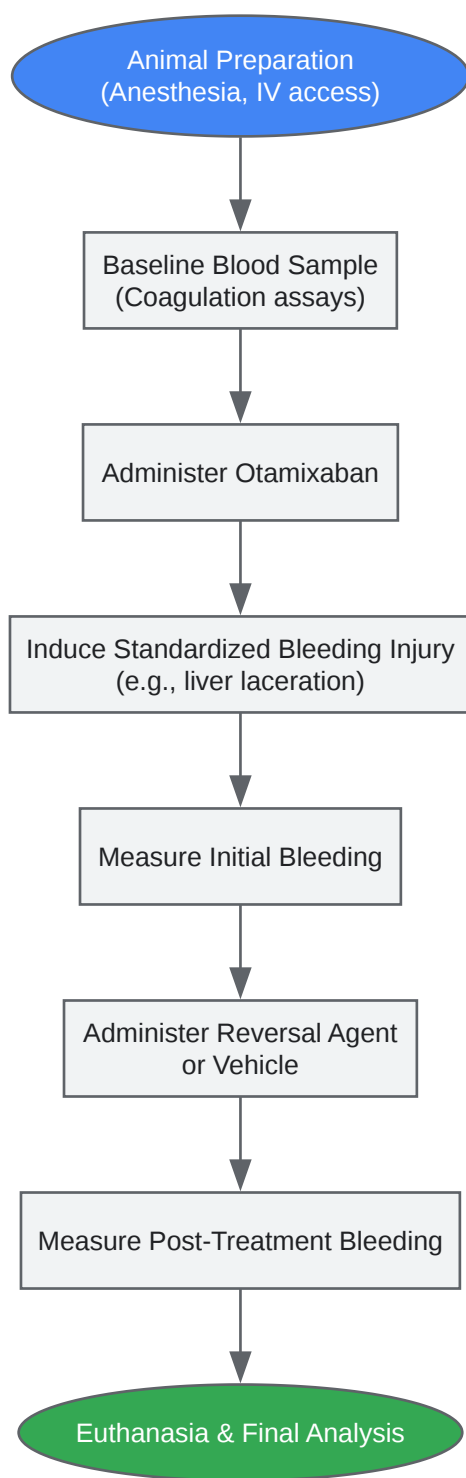 Animal Preparation
(Anesthesia, IV access)
Baseline Blood Sample
(Coagulation assays)
Administer Otamixaban
Induce Standardized Bleeding Injury
(e.g., liver laceration)
Measure Initial Bleeding
Administer Reversal Agent
or Vehicle
Measure Post-Treatment Bleeding
Euthanasia & Final Analysis